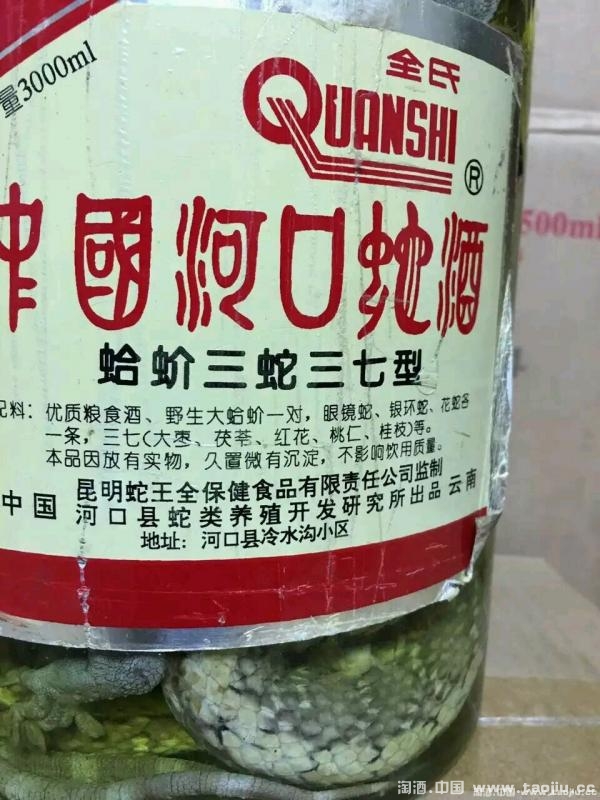 量3000ml
全氏
QUANSHI
®
中國河口蛇酒
蛤蚧三蛇三七型
配料：优质粮食酒、野生大蛤蚧一对，眼镜蛇、银环蛇、花蛇各
一条，三七(大枣、茯苓、红花、桃仁、桂枝)等。
本品因放有实物，久置微有沉淀，不影响饮用质量。
昆明蛇王全保健食品有限责任公司监制
中国 河口县蛇类养殖开发研究所出品 云南
地址：河口县冷水沟小区
500ml
淘酒.中国 www.taojiu.cc